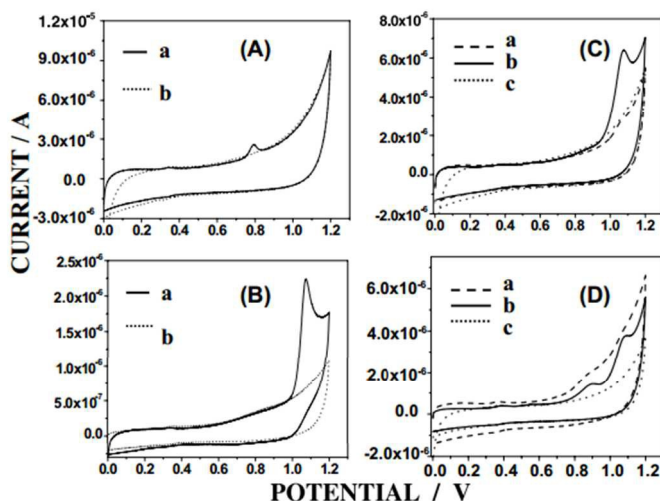 CURRENT / A
(A)
a
b
1.2x10⁻⁵
9.0x10⁻⁶
6.0x10⁻⁶
3.0x10⁻⁶
0.0
-3.0x10⁻⁶
0.0 0.2 0.4 0.6 0.8 1.0 1.2
(B)
a
b
2.5x10⁻⁶
2.0x10⁻⁶
1.5x10⁻⁶
1.0x10⁻⁶
5.0x10⁻⁷
0.0
0.0 0.2 0.4 0.6 0.8 1.0 1.2
(C)
a
b
c
8.0x10⁻⁶
6.0x10⁻⁶
4.0x10⁻⁶
2.0x10⁻⁶
0.0
-2.0x10⁻⁶
0.0 0.2 0.4 0.6 0.8 1.0 1.2
(D)
a
b
c
6.0x10⁻⁶
4.0x10⁻⁶
2.0x10⁻⁶
0.0
-2.0x10⁻⁶
0.0 0.2 0.4 0.6 0.8 1.0 1.2
POTENTIAL / V